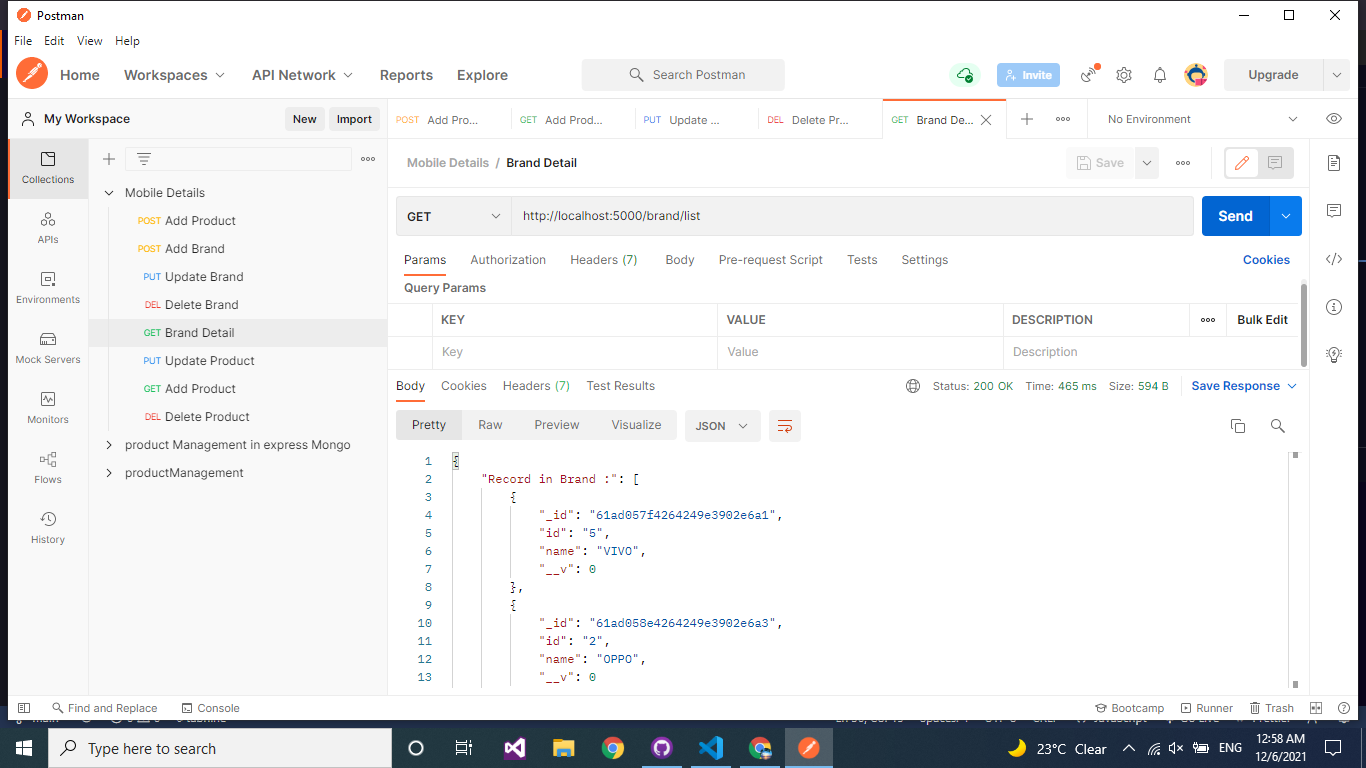 Postman
File Edit View Help
Home Workspaces API Network Reports Explore Search Postman Invite Upgrade
My Workspace New Import POST Add Pro... GET Add Prod... PUT Update ... DEL Delete Pr... GET Brand De... No Environment
Collections
APIs
Environments
Mock Servers
Monitors
Flows
History
Mobile Details
POST Add Product
POST Add Brand
PUT Update Brand
DEL Delete Brand
GET Brand Detail
PUT Update Product
GET Add Product
DEL Delete Product
product Management in express Mongo
productManagement
Mobile Details / Brand Detail Save
GET http://localhost:5000/brand/list Send
Params Authorization Headers (7) Body Pre-request Script Tests Settings Cookies
Query Params
KEY VALUE DESCRIPTION Bulk Edit
Key Value Description
Body Cookies Headers (7) Test Results Status: 200 OK Time: 465 ms Size: 594 B Save Response
Pretty Raw Preview Visualize JSON
1 {
2 "Record in Brand :": [
3 {
4 "_id": "61ad057f4264249e3902e6a1",
5 "id": "5",
6 "name": "VIVO",
7 "__v": 0
8 },
9 {
10 "_id": "61ad058e4264249e3902e6a3",
11 "id": "2",
12 "name": "OPPO",
13 "__v": 0
Find and Replace Console Bootcamp Runner Trash
Type here to search 23°C Clear ENG 12:58 AM
12/6/2021